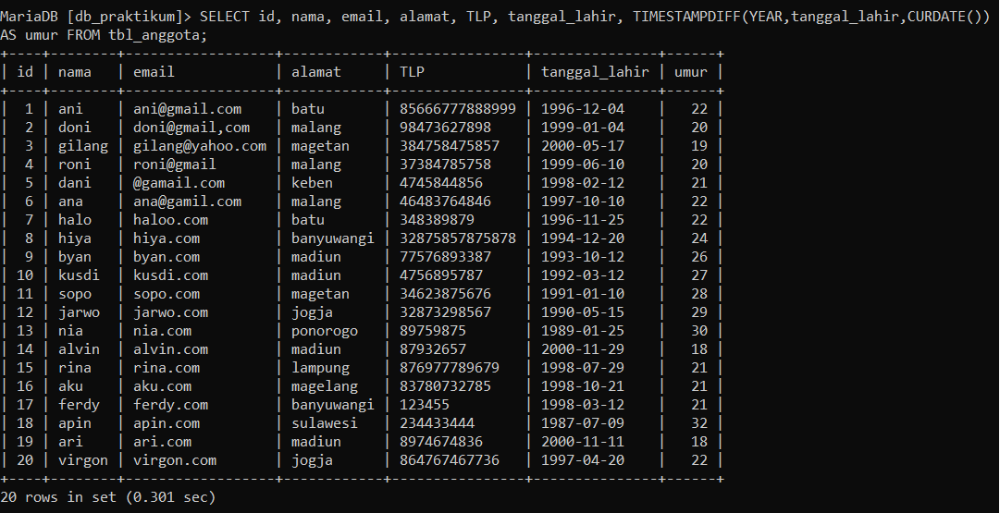 MariaDB [db_praktikum]> SELECT id, nama, email, alamat, TLP, tanggal_lahir, TIMESTAMPDIFF(YEAR,tanggal_lahir,CURDATE())
AS umur FROM tbl_anggota;
+----+--------+------------------+------------+----------------+---------------+------+
| id | nama   | email            | alamat     | TLP            | tanggal_lahir | umur |
+----+--------+------------------+------------+----------------+---------------+------+
|  1 | ani    | ani@gmail.com    | batu       | 85666777888999 | 1996-12-04    |   22 |
|  2 | doni   | doni@gmail,com   | malang     | 98473627898    | 1999-01-04    |   20 |
|  3 | gilang | gilang@yahoo.com | magetan    | 384758475857   | 2000-05-17    |   19 |
|  4 | roni   | roni@gmail       | malang     | 37384785758    | 1999-06-10    |   20 |
|  5 | dani   | @gamail.com      | keben      | 4745844856     | 1998-02-12    |   21 |
|  6 | ana    | ana@gamil.com    | malang     | 46483764846    | 1997-10-10    |   22 |
|  7 | halo   | haloo.com        | batu       | 348389879      | 1996-11-25    |   22 |
|  8 | hiya   | hiya.com         | banyuwangi | 32875857875878 | 1994-12-20    |   24 |
|  9 | byan   | byan.com         | madiun     | 77576893387    | 1993-10-12    |   26 |
| 10 | kusdi  | kusdi.com        | madiun     | 4756895787     | 1992-03-12    |   27 |
| 11 | sopo   | sopo.com         | magetan    | 34623875676    | 1991-01-10    |   28 |
| 12 | jarwo  | jarwo.com        | jogja      | 32873298567    | 1990-05-15    |   29 |
| 13 | nia    | nia.com          | ponorogo   | 89759875       | 1989-01-25    |   30 |
| 14 | alvin  | alvin.com        | madiun     | 87932657       | 2000-11-29    |   18 |
| 15 | rina   | rina.com         | lampung    | 876977789679   | 1998-07-29    |   21 |
| 16 | aku    | aku.com          | magelang   | 83780732785    | 1998-10-21    |   21 |
| 17 | ferdy  | ferdy.com        | banyuwangi | 123455         | 1998-03-12    |   21 |
| 18 | apin   | apin.com         | sulawesi   | 234433444      | 1987-07-09    |   32 |
| 19 | ari    | ari.com          | madiun     | 8974674836     | 2000-11-11    |   18 |
| 20 | virgon | virgon.com       | jogja      | 864767467736   | 1997-04-20    |   22 |
+----+--------+------------------+------------+----------------+---------------+------+
20 rows in set (0.301 sec)